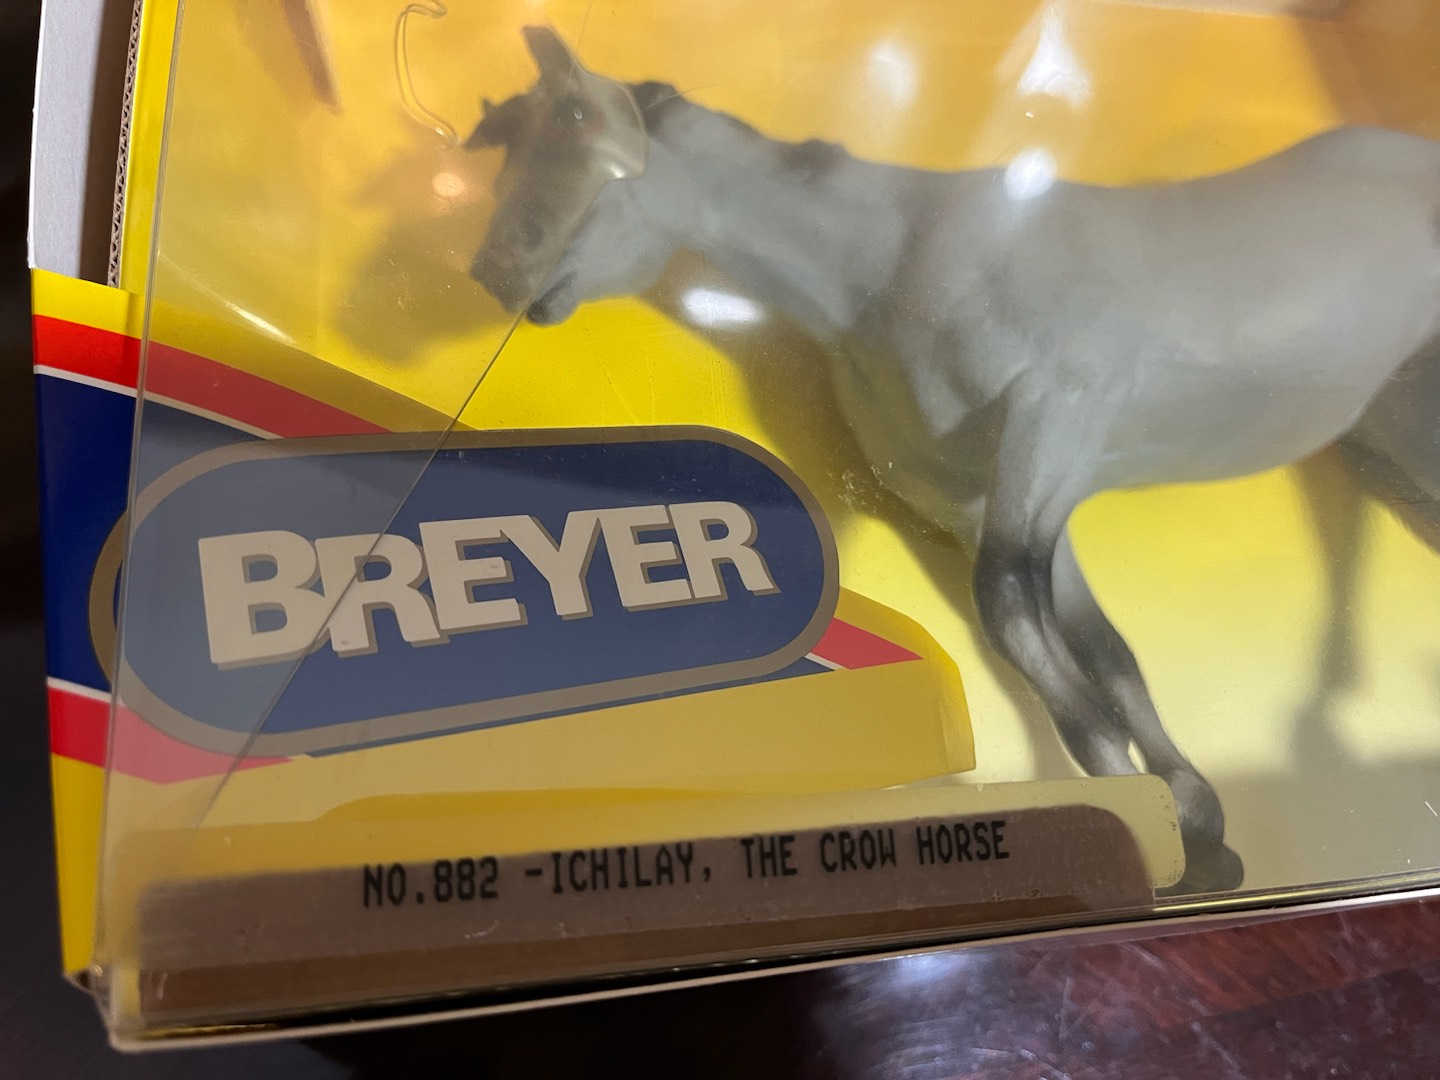 BREYER
NO.882 -ICHILAY, THE CROW HORSE